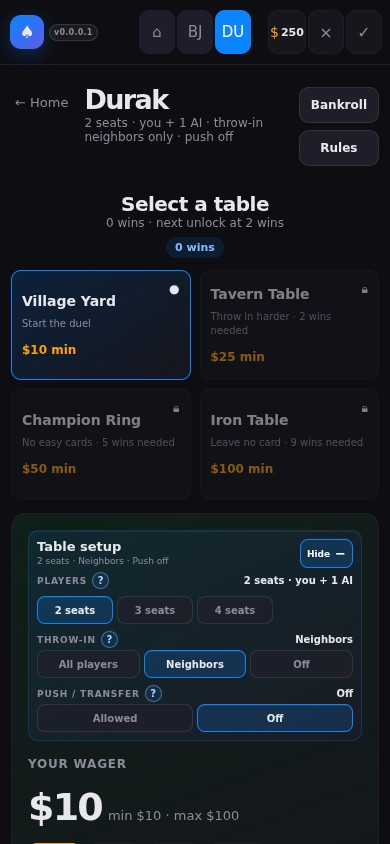 v0.0.0.1
BJ
DU
$ 250
← Home
Durak
2 seats · you + 1 AI · throw-in
neighbors only · push off
Bankroll
Rules
Select a table
0 wins · next unlock at 2 wins
0 wins
Village Yard
Start the duel
$10 min
Tavern Table
Throw in harder · 2 wins
needed
$25 min
Champion Ring
No easy cards · 5 wins needed
$50 min
Iron Table
Leave no card · 9 wins needed
$100 min
Table setup
2 seats · Neighbors · Push off
Hide —
PLAYERS ?
2 seats · you + 1 AI
2 seats
3 seats
4 seats
THROW-IN ?
Neighbors
All players
Neighbors
Off
PUSH / TRANSFER ?
Off
Allowed
Off
YOUR WAGER
$10 min $10 · max $100